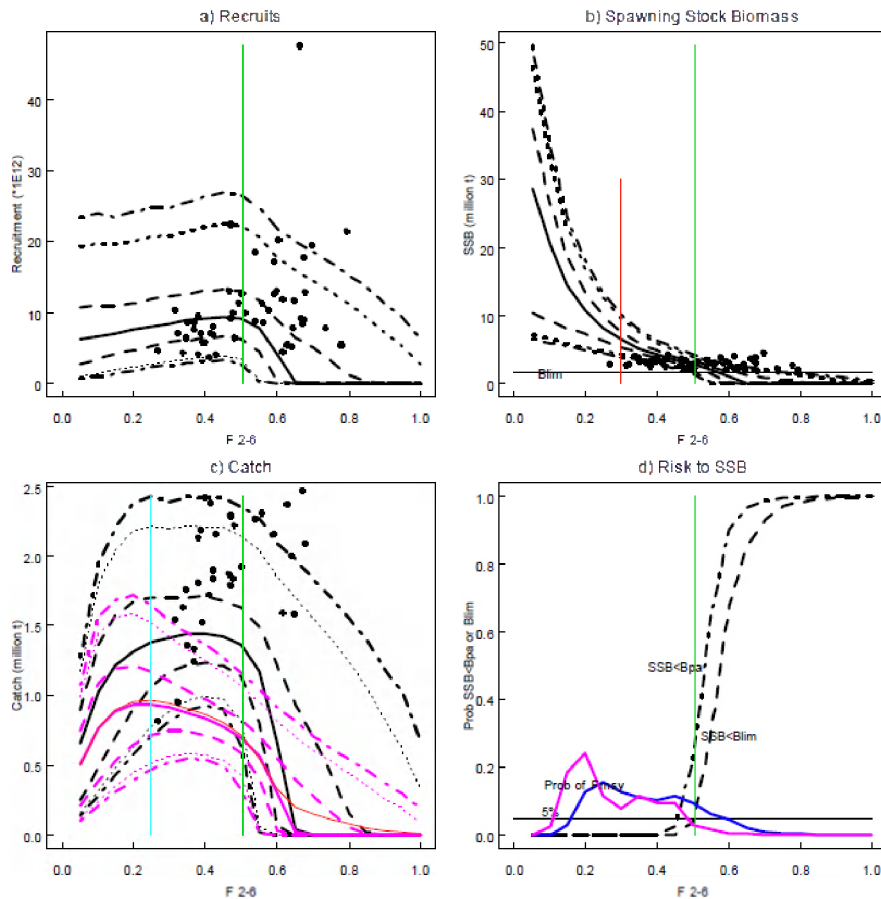 a) Recruits
Recruitment (*1E12)
40
30
20
10
0
0.0 0.2 0.4 0.6 0.8 1.0
F 2-6
b) Spawning Stock Biomass
SSB (million t)
50
40
30
20
10
0
Blim
0.0 0.2 0.4 0.6 0.8 1.0
F 2-6
c) Catch
Catch (million t)
2.5
2.0
1.5
1.0
0.5
0.0
0.0 0.2 0.4 0.6 0.8 1.0
F 2-6
d) Risk to SSB
Prob SSB<Bpa or Blim
1.0
0.8
0.6
0.4
0.2
0.0
SSB<Bpa
SSB<Blim
Prob of Fmsy
5%
0.0 0.2 0.4 0.6 0.8 1.0
F 2-6